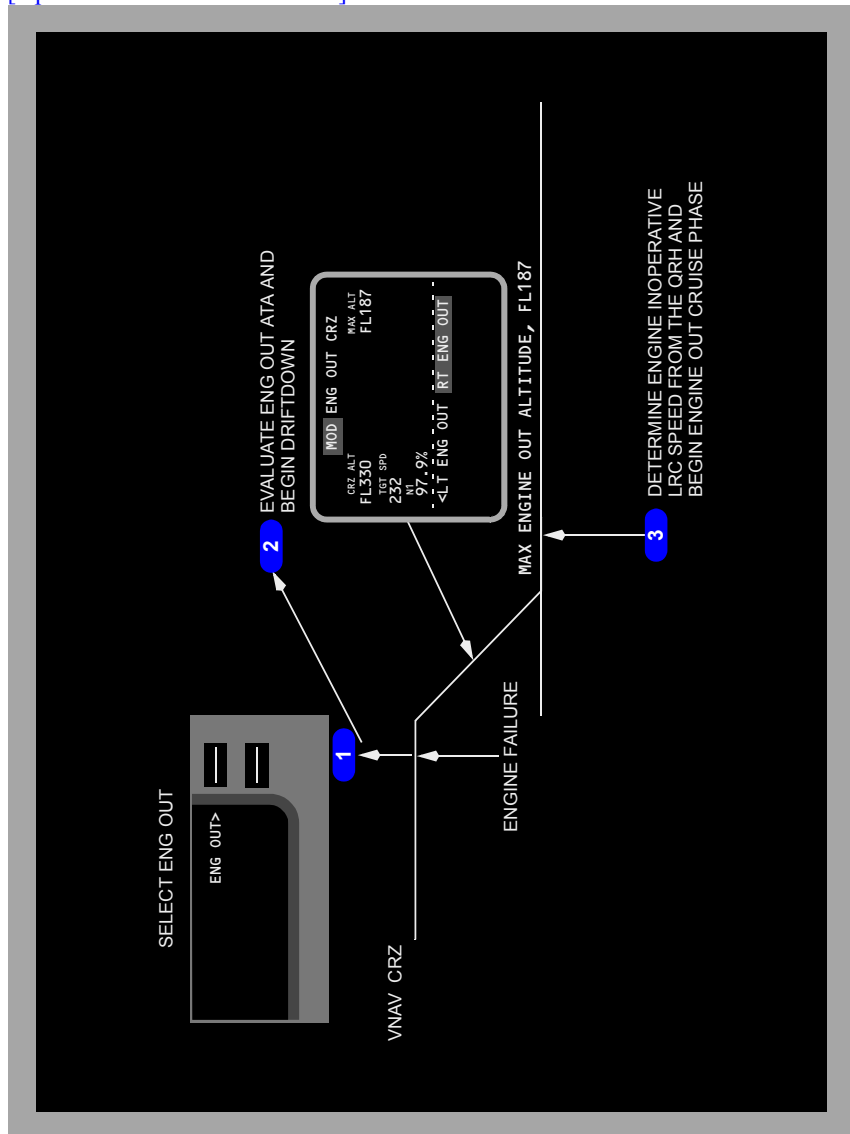 SELECT ENG OUT
ENG OUT>
1
2
EVALUATE ENG OUT ATA AND
BEGIN DRIFTDOWN
MOD ENG OUT CRZ
CRZ ALT MAX ALT
FL330 FL187
TGT SPD
232
N1
97.9%
<LT ENG OUT RT ENG OUT
VNAV CRZ
ENGINE FAILURE
MAX ENGINE OUT ALTITUDE, FL187
3
DETERMINE ENGINE INOPERATIVE
LRC SPEED FROM THE QRH AND
BEGIN ENGINE OUT CRUISE PHASE